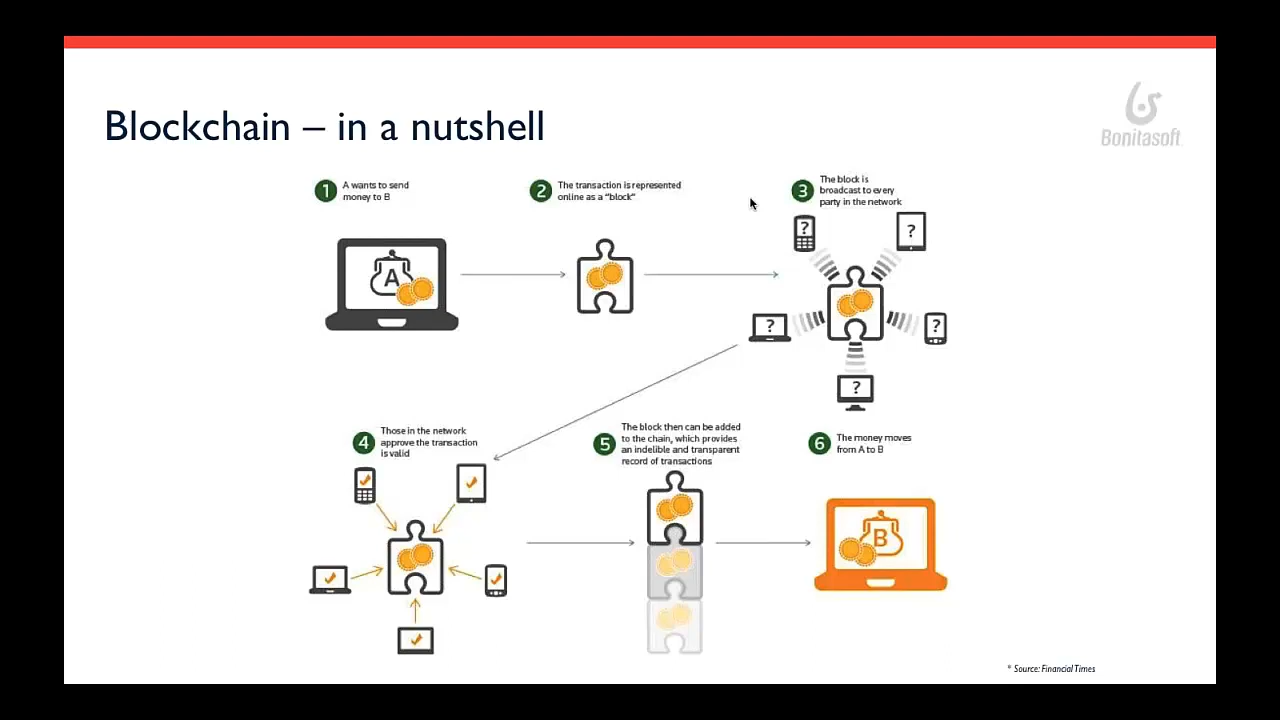 Blockchain – in a nutshell
Bonitasoft
1 A wants to send
money to B
2 The transaction is represented
online as a "block"
3 The block is
broadcast to every
party in the network
A
?
?
?
?
?
4 Those in the network
approve the transaction
is valid
5 The block then can be added
to the chain, which provides
an indelible and transparent
record of transactions
6 The money moves
from A to B
B
* Source: Financial Times